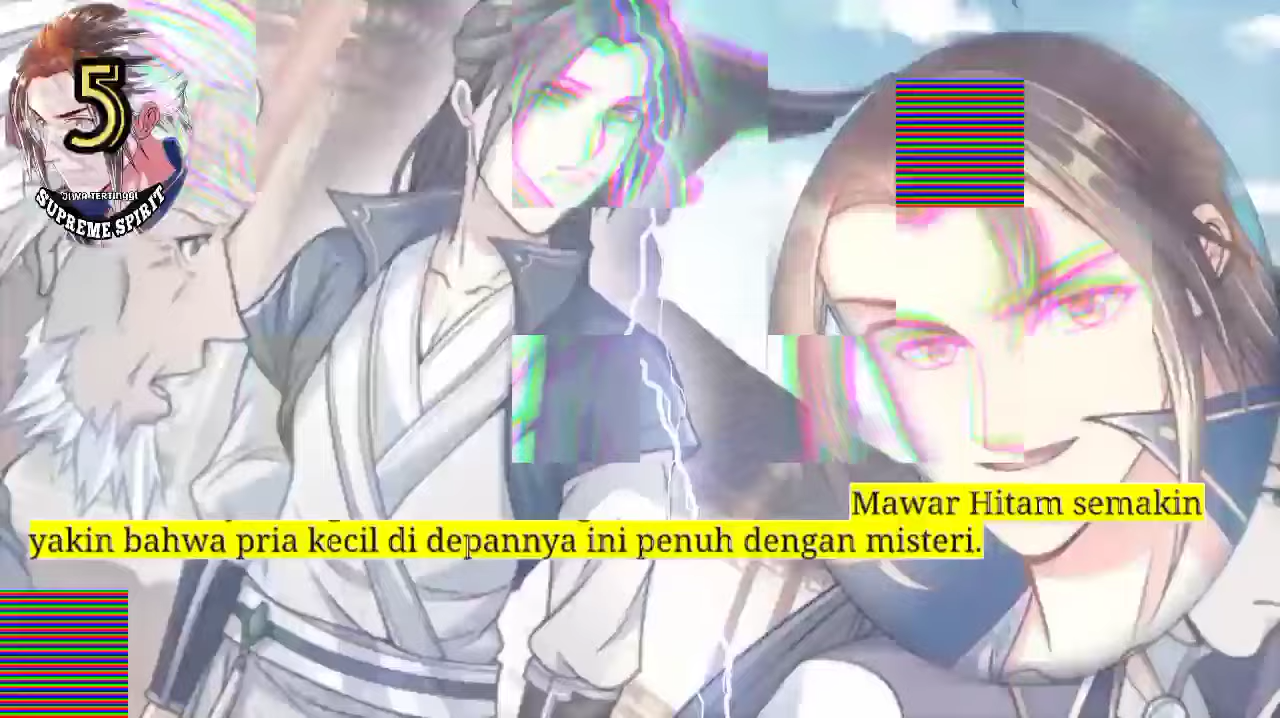 5
JIWA TERTINGGI
SUPREME SPIRIT
Mawar Hitam semakin
yakin bahwa pria kecil di depannya ini penuh dengan misteri.